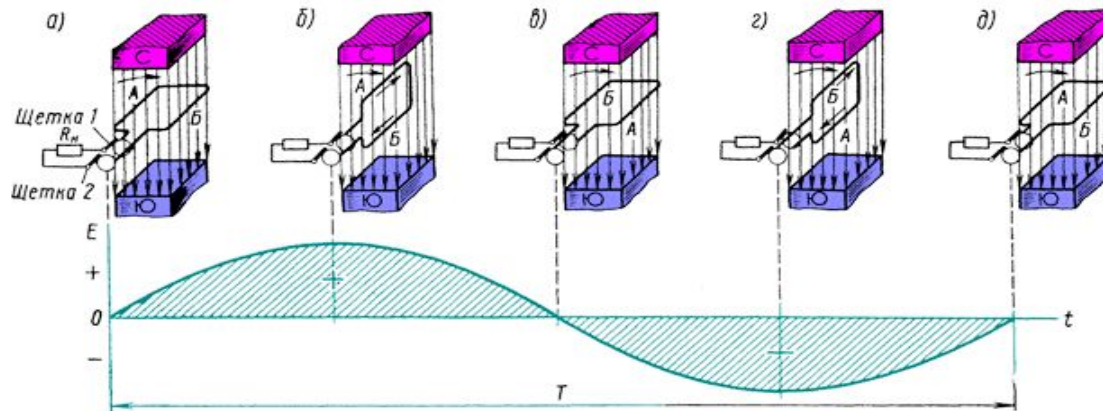 а) б) в) г) д)
С С С С С
А А Б Б А
Щетка 1
Б Б А А Б
Rн
Щетка 2
Ю Ю Ю Ю Ю
E
+ +
0 t
− −
T